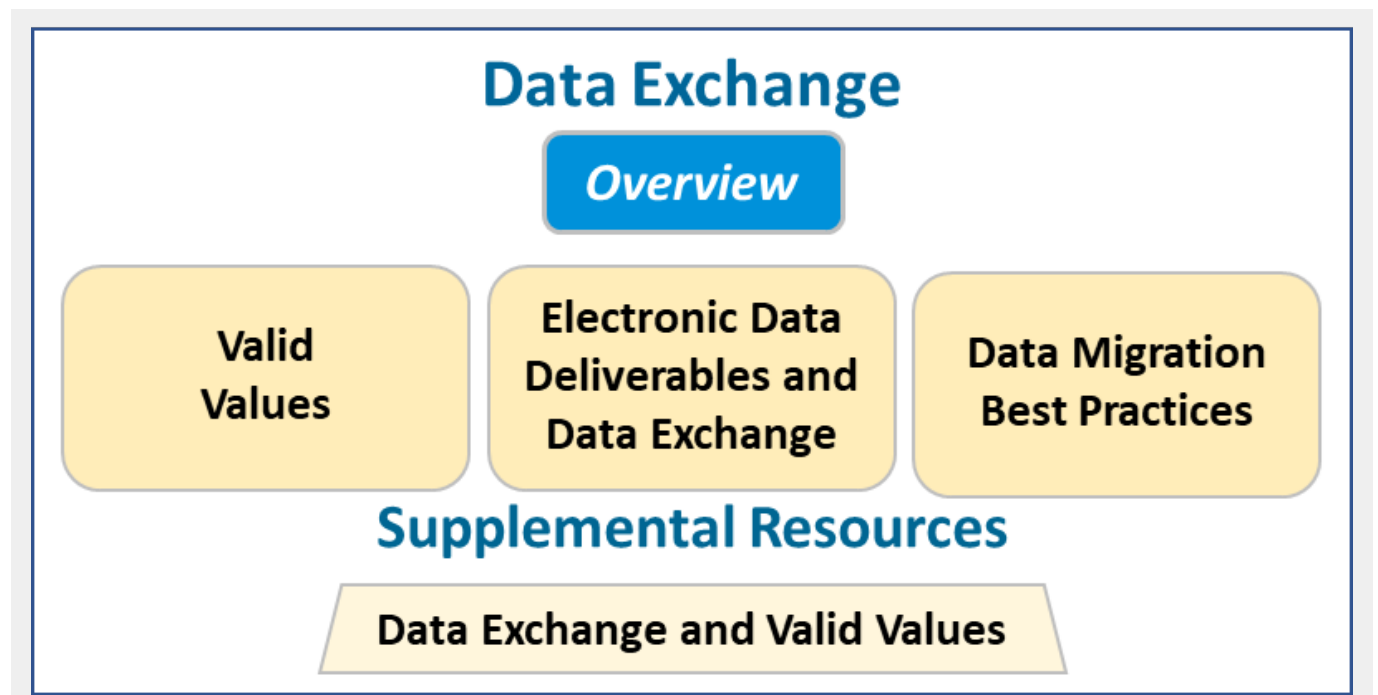 Data Exchange
Overview
Valid
Values
Electronic Data
Deliverables and
Data Exchange
Data Migration
Best Practices
Supplemental Resources
Data Exchange and Valid Values